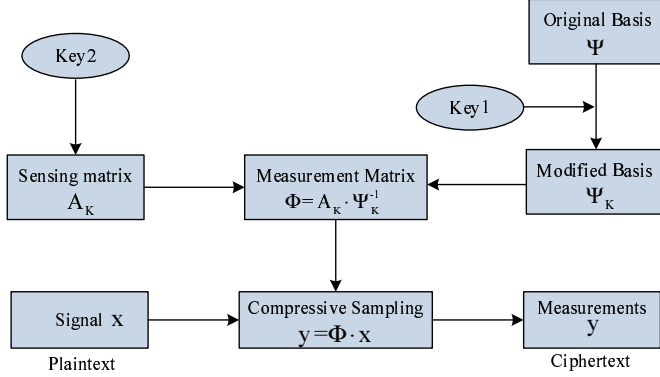 Original Basis
Ψ
Key2
Key1
Sensing matrix
A_K
Measurement Matrix
Φ=A_K·Ψ_K^-1
Modified Basis
Ψ_K
Signal x
Compressive Sampling
y=Φ·x
Measurements
y
Plaintext
Ciphertext